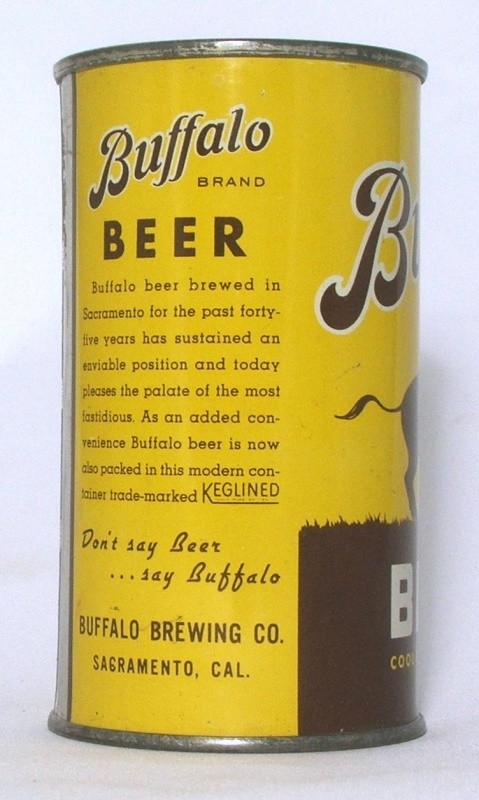 Buffalo
BRAND
BEER
Buffalo beer brewed in
Sacramento for the past forty-
five years has sustained an
enviable position and today
pleases the palate of the most
fastidious. As an added con-
venience Buffalo beer is now
also packed in this modern con-
tainer trade-marked KEGLINED
Don't say Beer
...say Buffalo
BUFFALO BREWING CO.
SACRAMENTO, CAL.
Bu
B
COO